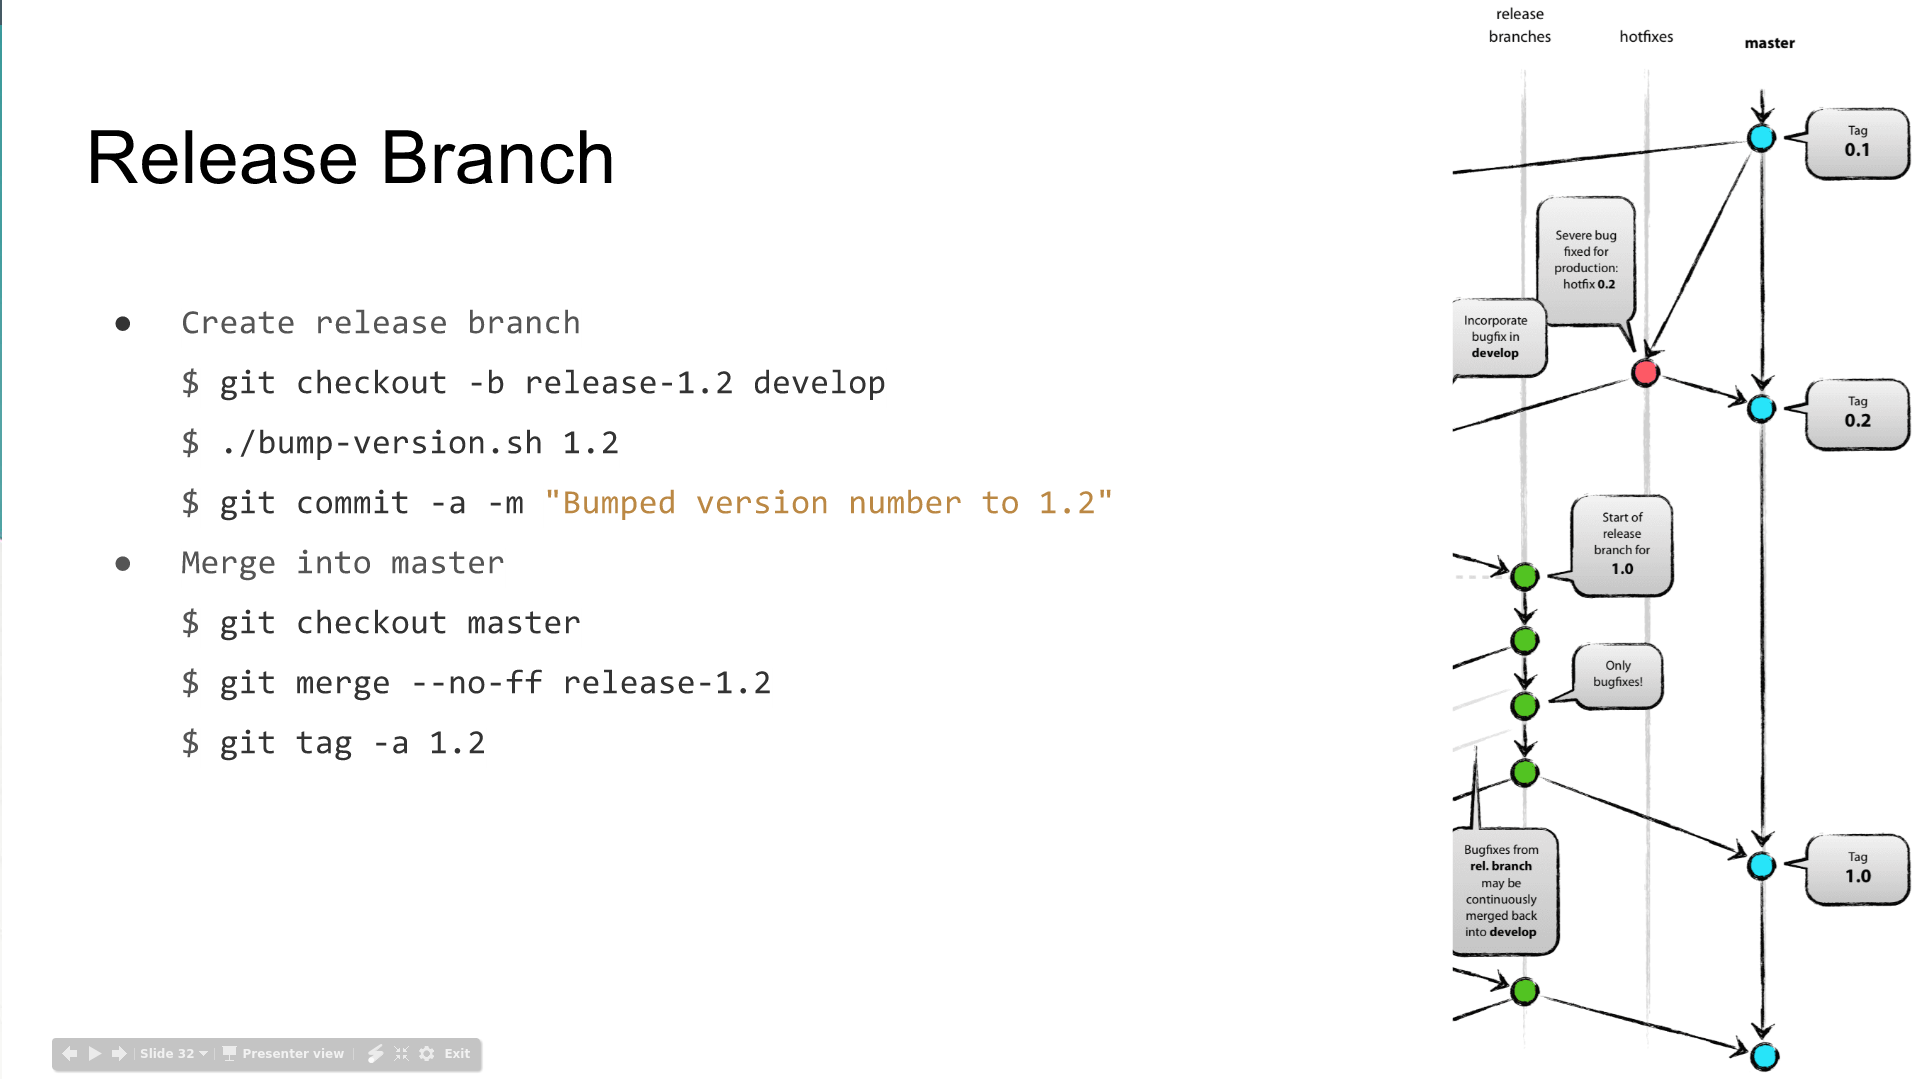 Release Branch
● Create release branch
$ git checkout -b release-1.2 develop
$ ./bump-version.sh 1.2
$ git commit -a -m "Bumped version number to 1.2"
● Merge into master
$ git checkout master
$ git merge --no-ff release-1.2
$ git tag -a 1.2
release
branches
hotfixes
master
Tag
0.1
Severe bug
fixed for
production:
hotfix 0.2
Incorporate
bugfix in
develop
Tag
0.2
Start of
release
branch for
1.0
Only
bugfixes!
Bugfixes from
rel. branch
may be
continuously
merged back
into develop
Tag
1.0
Slide 32
Presenter view
Exit